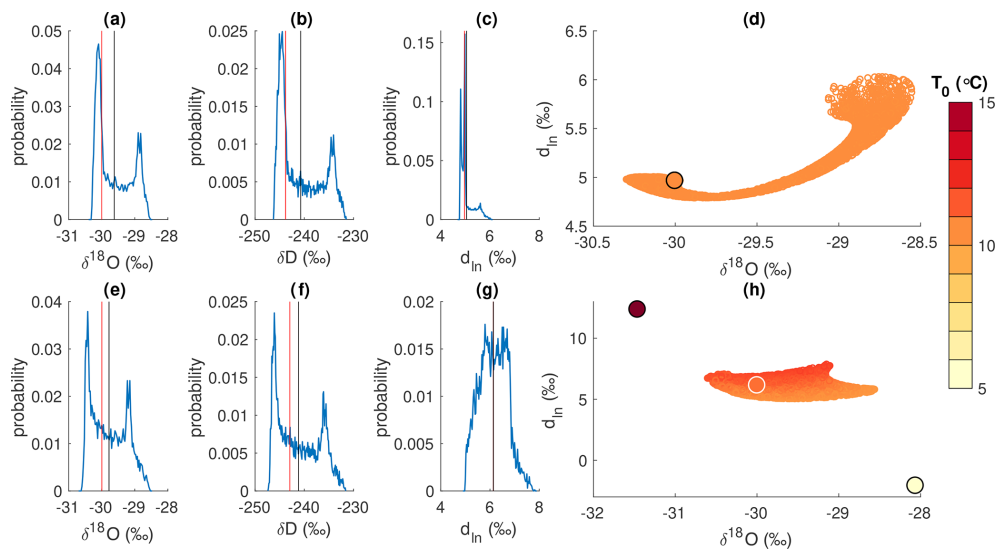 (a) (b) (c) (d)
0.05
0.04
0.03
0.02
0.01
0
probability
-31 -30 -29 -28
δ¹⁸O (‰)
0.025
0.02
0.015
0.01
0.005
0
probability
-250 -240 -230
δD (‰)
0.15
0.1
0.05
0
probability
4 6 8
d_ln (‰)
6.5
6
5.5
5
4.5
d_ln (‰)
-30.5 -30 -29.5 -29 -28.5
δ¹⁸O (‰)
T₀ (°C)
15
10
5
(e) (f) (g) (h)
0.04
0.03
0.02
0.01
0
probability
-31 -30 -29 -28
δ¹⁸O (‰)
0.025
0.02
0.015
0.01
0.005
0
probability
-250 -240 -230
δD (‰)
0.02
0.015
0.01
0.005
0
probability
4 5 6 7 8
d_ln (‰)
10
5
0
d_ln (‰)
-32 -31 -30 -29 -28
δ¹⁸O (‰)